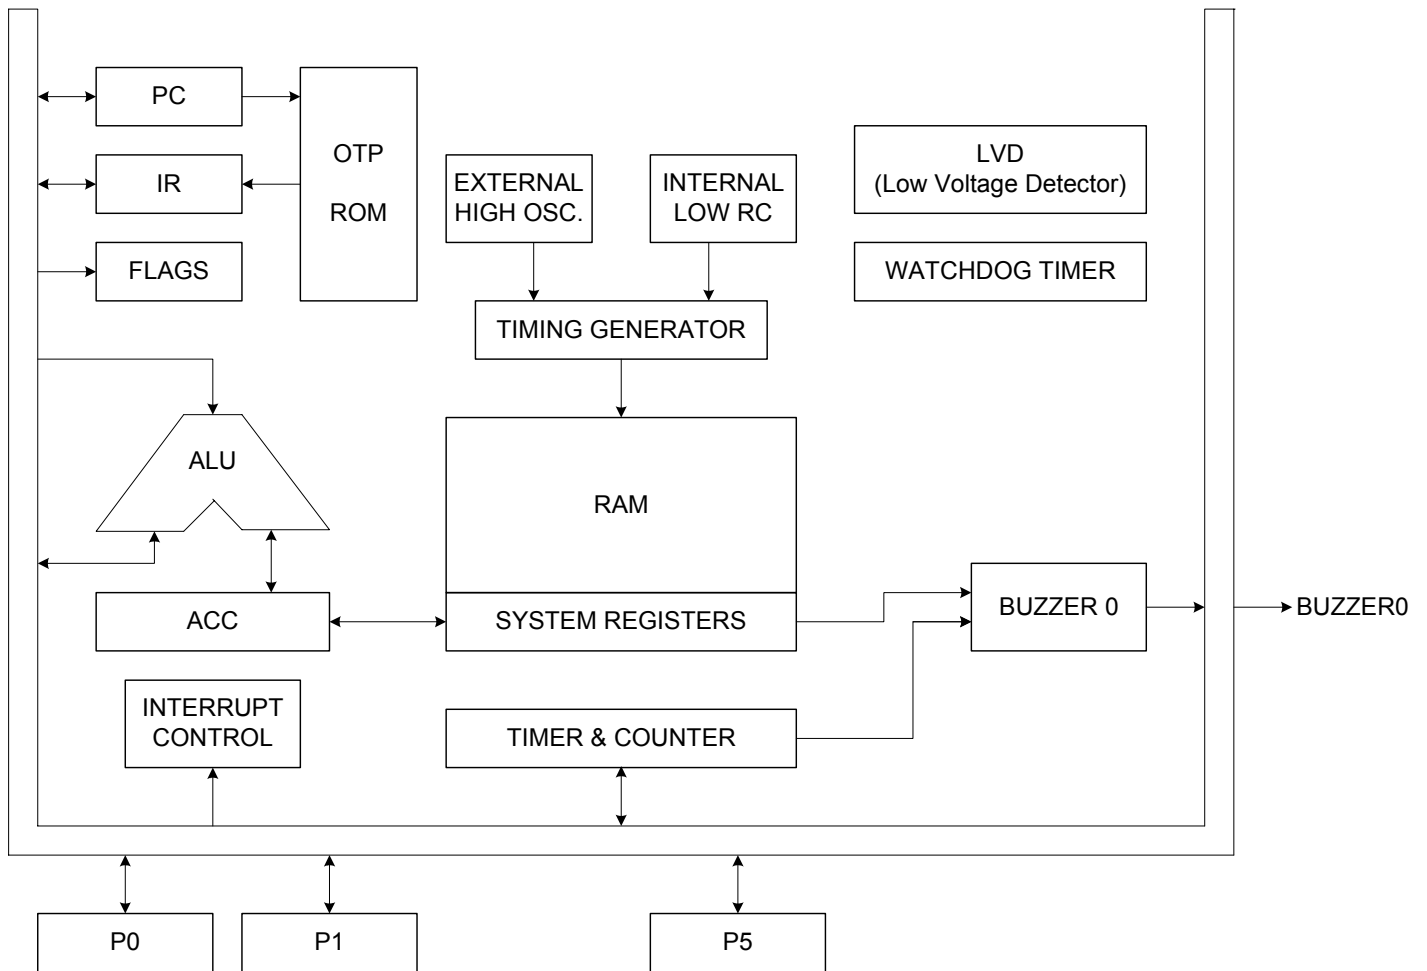 PC
OTP
ROM
IR
FLAGS
EXTERNAL
HIGH OSC.
INTERNAL
LOW RC
LVD
(Low Voltage Detector)
WATCHDOG TIMER
TIMING GENERATOR
ALU
RAM
ACC
SYSTEM REGISTERS
BUZZER 0
BUZZER0
INTERRUPT
CONTROL
TIMER & COUNTER
P0
P1
P5